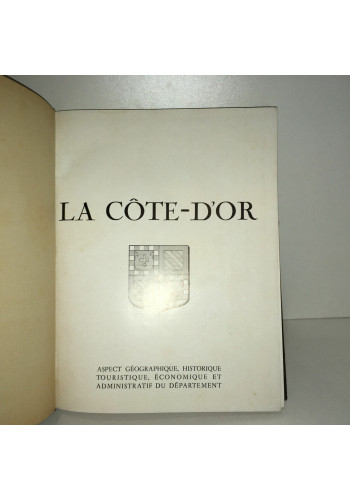 LA CÔTE-D'OR
ASPECT GÉOGRAPHIQUE, HISTORIQUE
TOURISTIQUE, ÉCONOMIQUE ET
ADMINISTRATIF DU DÉPARTEMENT